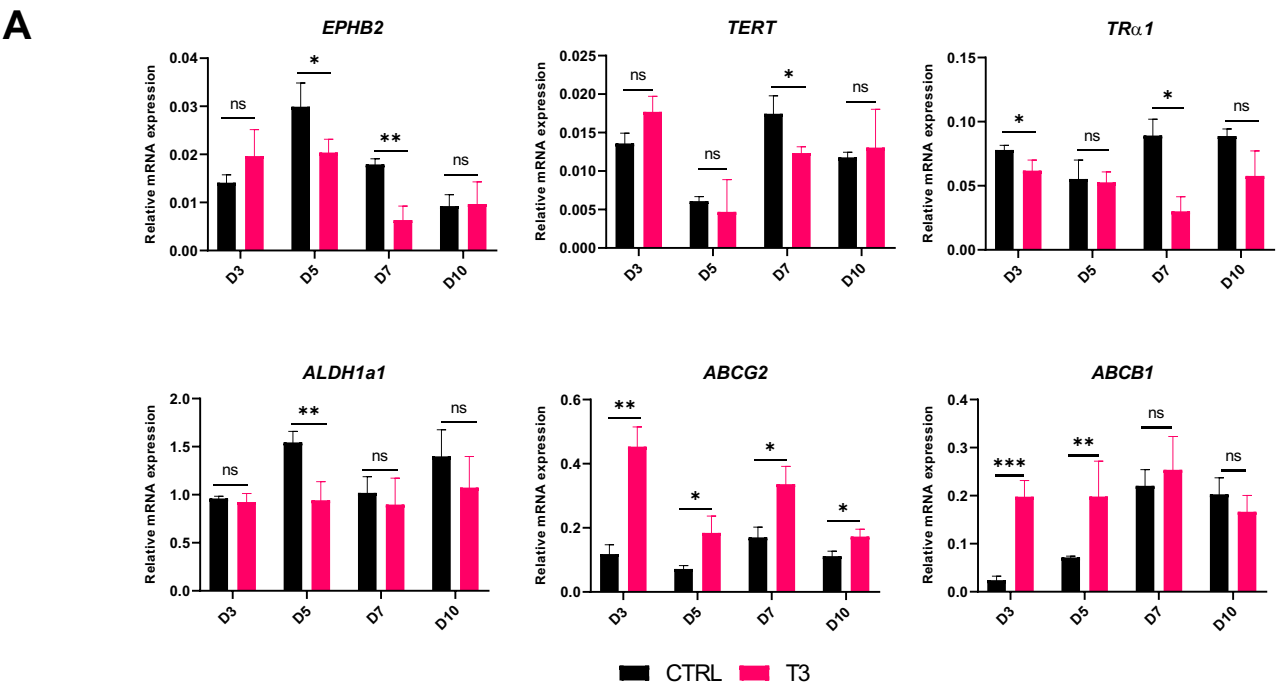 A
EPHB2
Relative mRNA expression
0.04
0.03
0.02
0.01
0.00
ns
*
**
ns
D3
D5
D7
D10
TERT
Relative mRNA expression
0.025
0.020
0.015
0.010
0.005
0.000
ns
ns
*
ns
D3
D5
D7
D10
TRα1
Relative mRNA expression
0.15
0.10
0.05
0.00
*
ns
*
ns
D3
D5
D7
D10
ALDH1a1
Relative mRNA expression
2.0
1.5
1.0
0.5
0.0
ns
**
ns
ns
D3
D5
D7
D10
ABCG2
Relative mRNA expression
0.6
0.4
0.2
0.0
**
*
*
*
D3
D5
D7
D10
ABCB1
Relative mRNA expression
0.4
0.3
0.2
0.1
0.0
***
**
ns
ns
D3
D5
D7
D10
CTRL T3